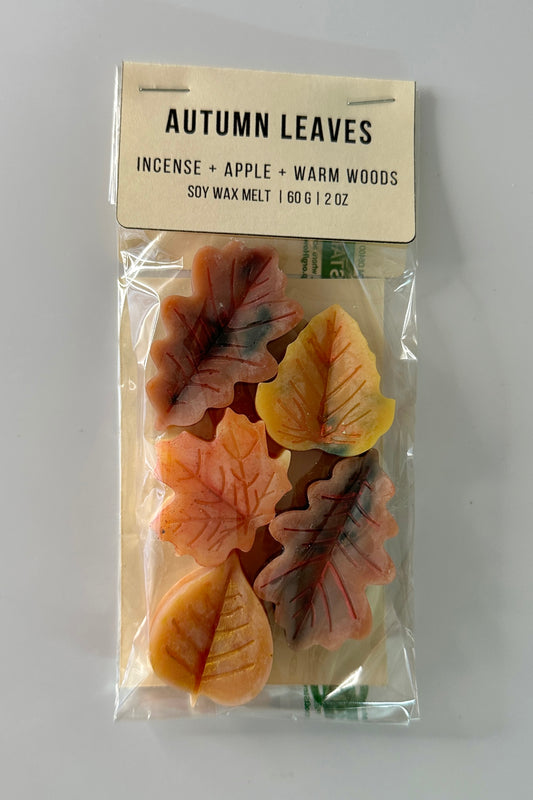 AUTUMN LEAVES
INCENSE + APPLE + WARM WOODS
SOY WAX MELT | 60 G | 2 OZ